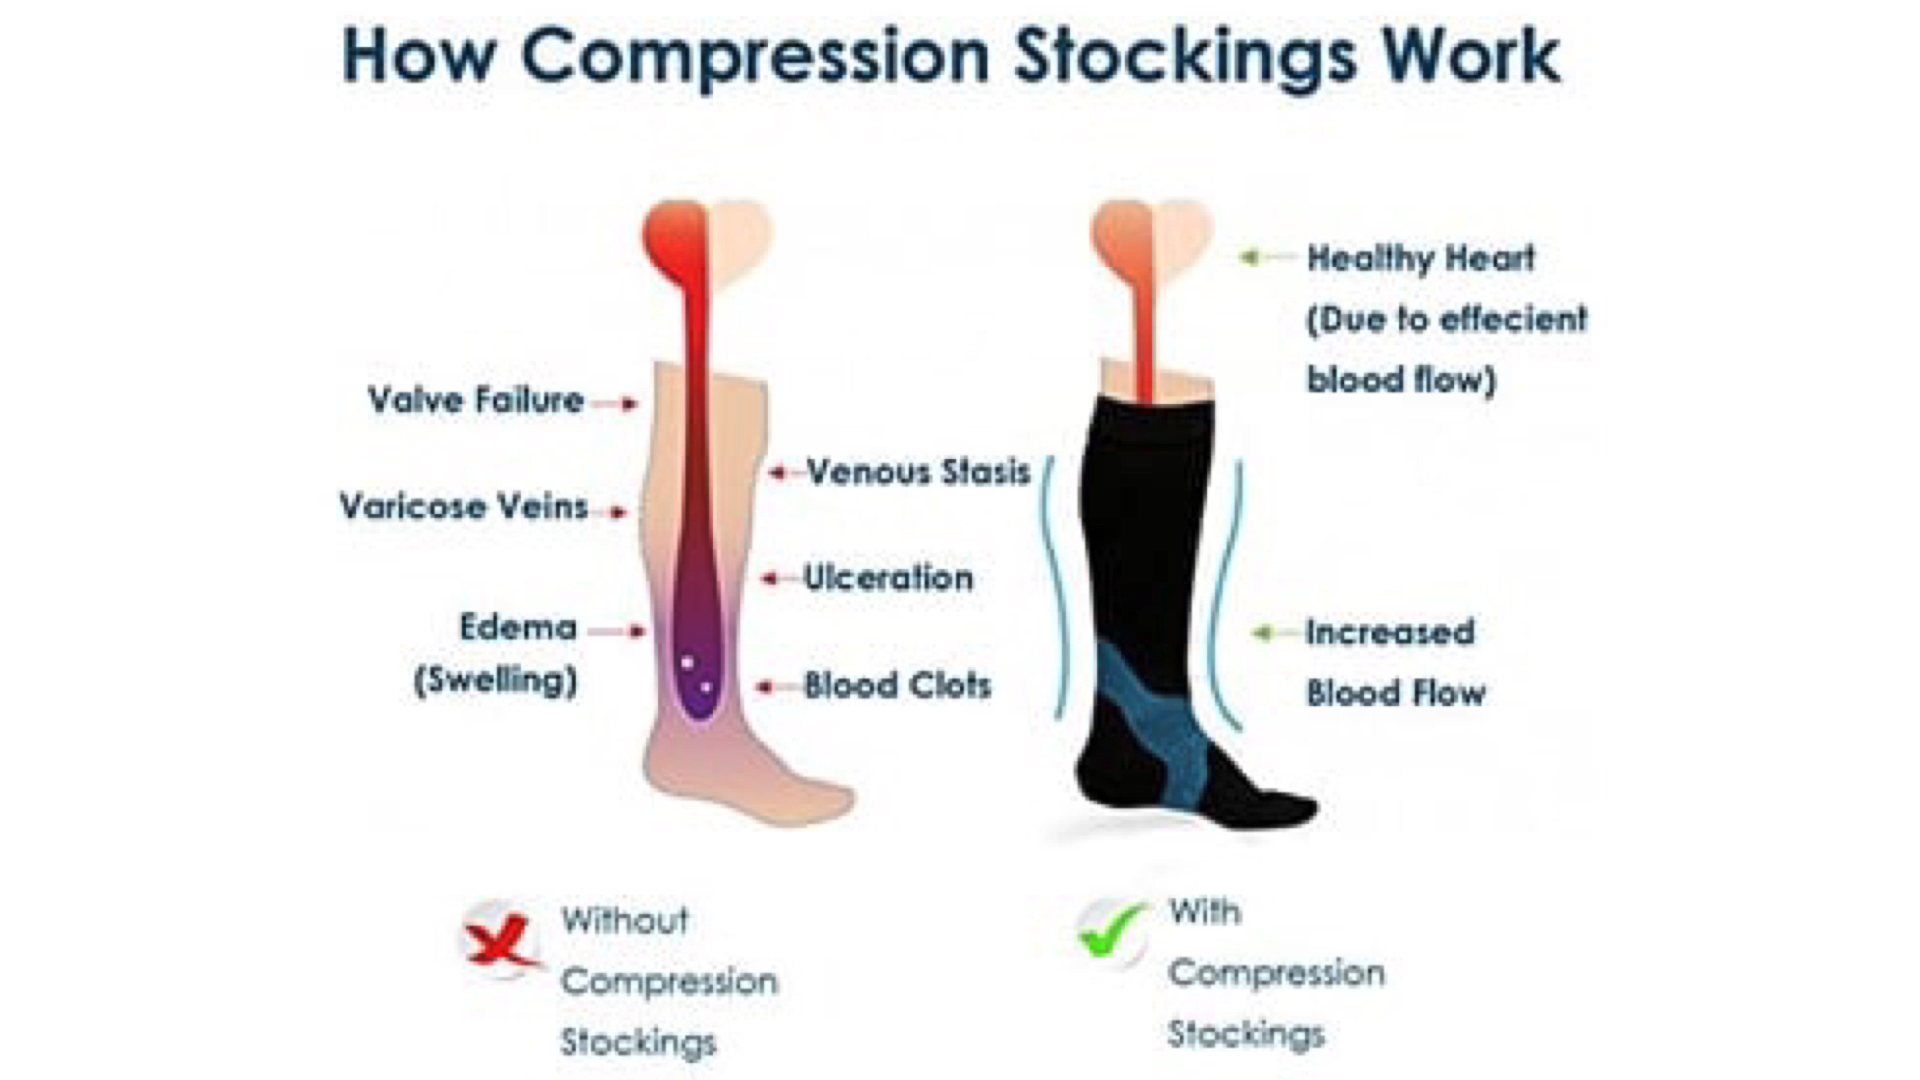 How Compression Stockings Work
Valve Failure
Varicose Veins
Edema
(Swelling)
Venous Stasis
Ulceration
Blood Clots
Without
Compression
Stockings
Healthy Heart
(Due to effecient
blood flow)
Increased
Blood Flow
With
Compression
Stockings